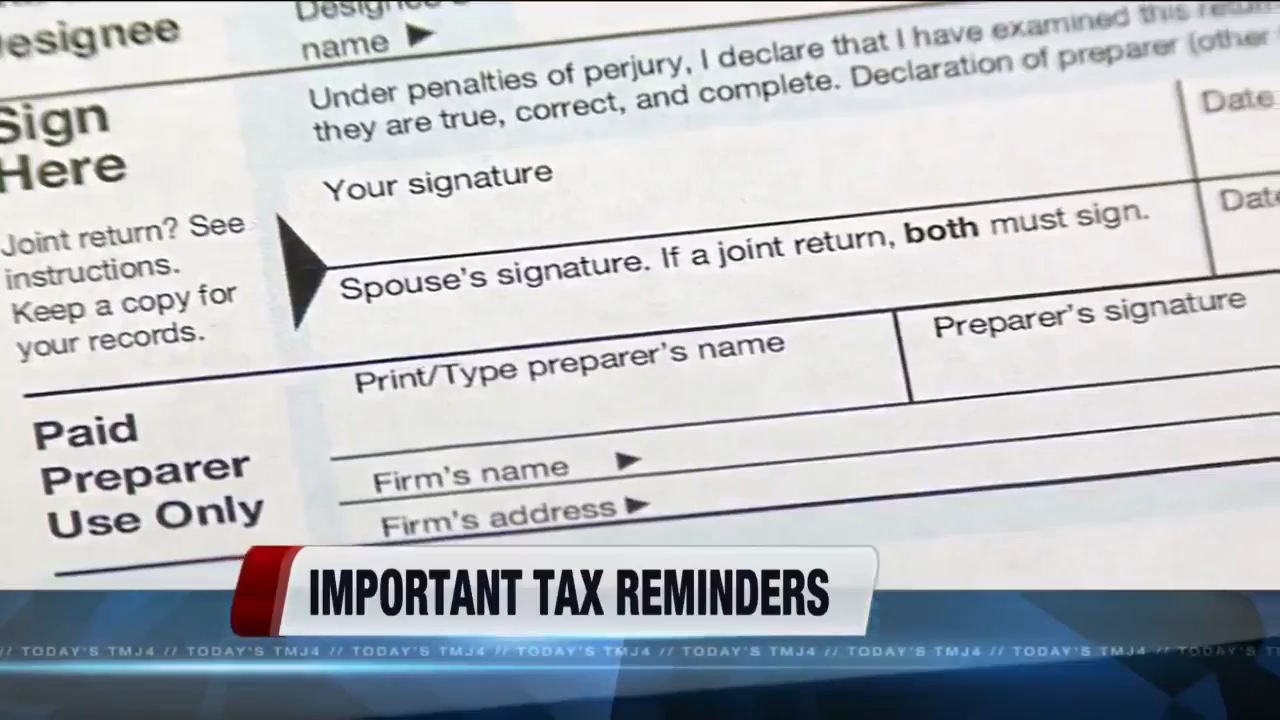 Designee
name ▶
Sign
Here
Under penalties of perjury, I declare that I have examined this return
they are true, correct, and complete. Declaration of preparer (other
Your signature
Date
Joint return? See
instructions.
Keep a copy for
your records.
Spouse's signature. If a joint return, both must sign.
Date
Print/Type preparer's name
Preparer's signature
Paid
Preparer
Use Only
Firm's name ▶
Firm's address ▶
IMPORTANT TAX REMINDERS
// TODAY'S TMJ4 // TODAY'S TMJ4 // TODAY'S TMJ4 // TODAY'S TMJ4 // TODAY'S TMJ4 // TODAY'S TMJ4 // TODAY'S TMJ4 // TODAY'S T